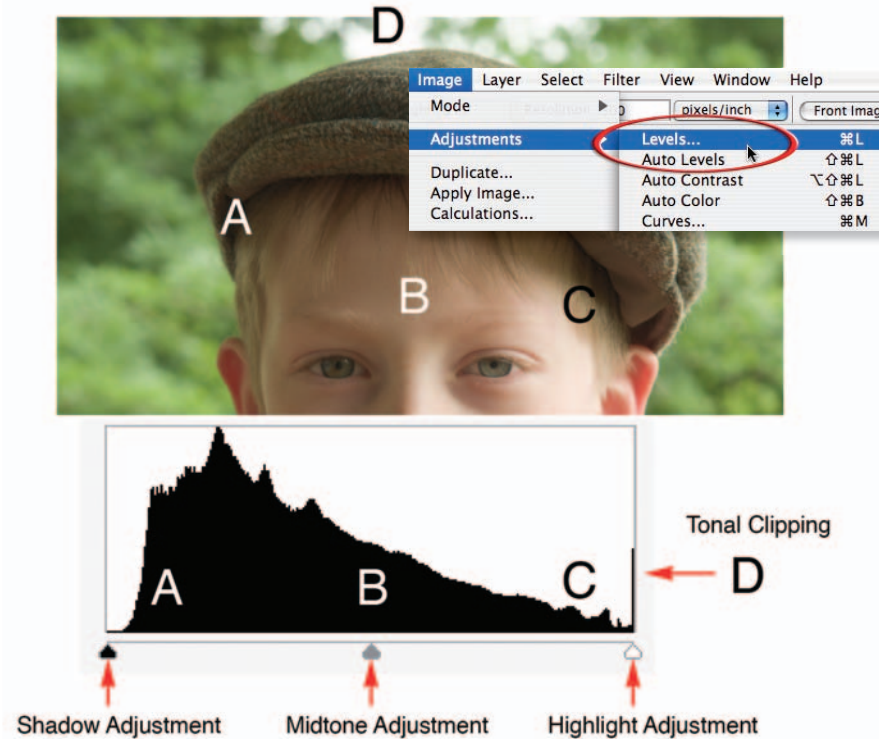 D
Image Layer Select Filter View Window Help
Mode pixels/inch Front Imag
Adjustments Levels... ⌘L
Auto Levels ⇧⌘L
Duplicate... Auto Contrast ⌥⇧⌘L
Apply Image... Auto Color ⇧⌘B
Calculations... Curves... ⌘M
A
B
C
Tonal Clipping
A B C D
Shadow Adjustment Midtone Adjustment Highlight Adjustment